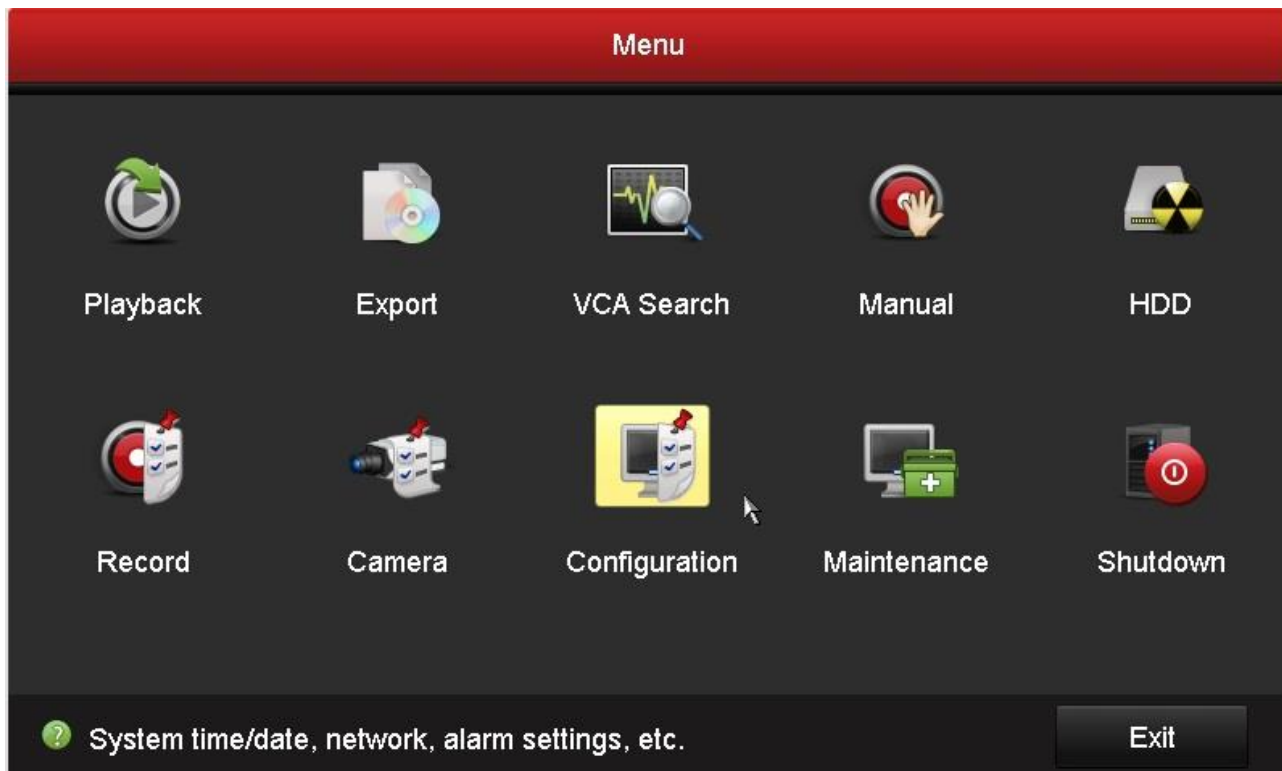 Menu
Playback Export VCA Search Manual HDD
Record Camera Configuration Maintenance Shutdown
System time/date, network, alarm settings, etc. Exit